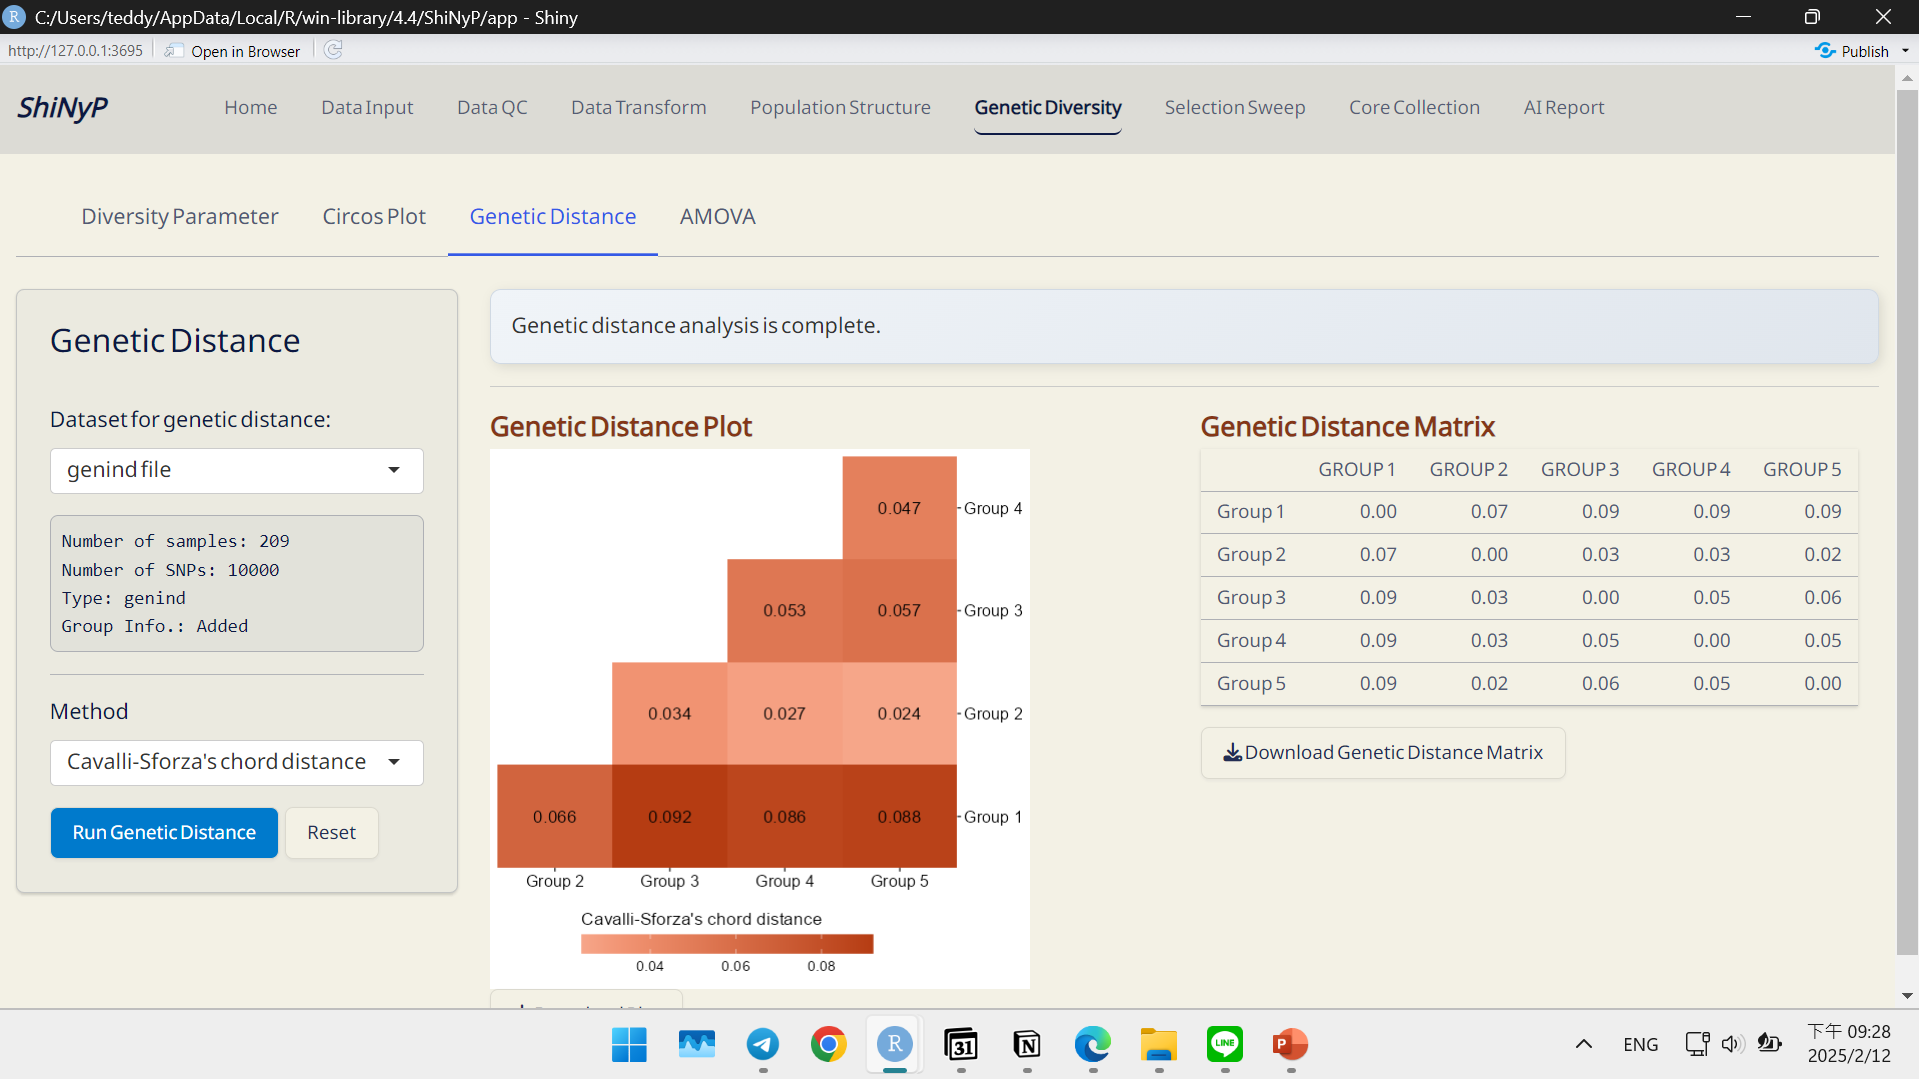 C:/Users/teddy/AppData/Local/R/win-library/4.4/ShiNyP/app - Shiny
http://127.0.0.1:3695 Open in Browser Publish
ShiNyP Home Data Input Data QC Data Transform Population Structure Genetic Diversity Selection Sweep Core Collection AI Report
Diversity Parameter Circos Plot Genetic Distance AMOVA
Genetic Distance
Dataset for genetic distance:
genind file
Number of samples: 209
Number of SNPs: 10000
Type: genind
Group Info.: Added
Method
Cavalli-Sforza's chord distance
Run Genetic Distance Reset
Genetic distance analysis is complete.
Genetic Distance Plot
0.047 Group 4
0.053 0.057 Group 3
0.034 0.027 0.024 Group 2
0.066 0.092 0.086 0.088 Group 1
Group 2 Group 3 Group 4 Group 5
Cavalli-Sforza's chord distance
0.04 0.06 0.08
Genetic Distance Matrix
GROUP 1 GROUP 2 GROUP 3 GROUP 4 GROUP 5
Group 1 0.00 0.07 0.09 0.09 0.09
Group 2 0.07 0.00 0.03 0.03 0.02
Group 3 0.09 0.03 0.00 0.05 0.06
Group 4 0.09 0.03 0.05 0.00 0.05
Group 5 0.09 0.02 0.06 0.05 0.00
Download Genetic Distance Matrix
R 31 N LINE P
ENG
下午 09:28
2025/2/12